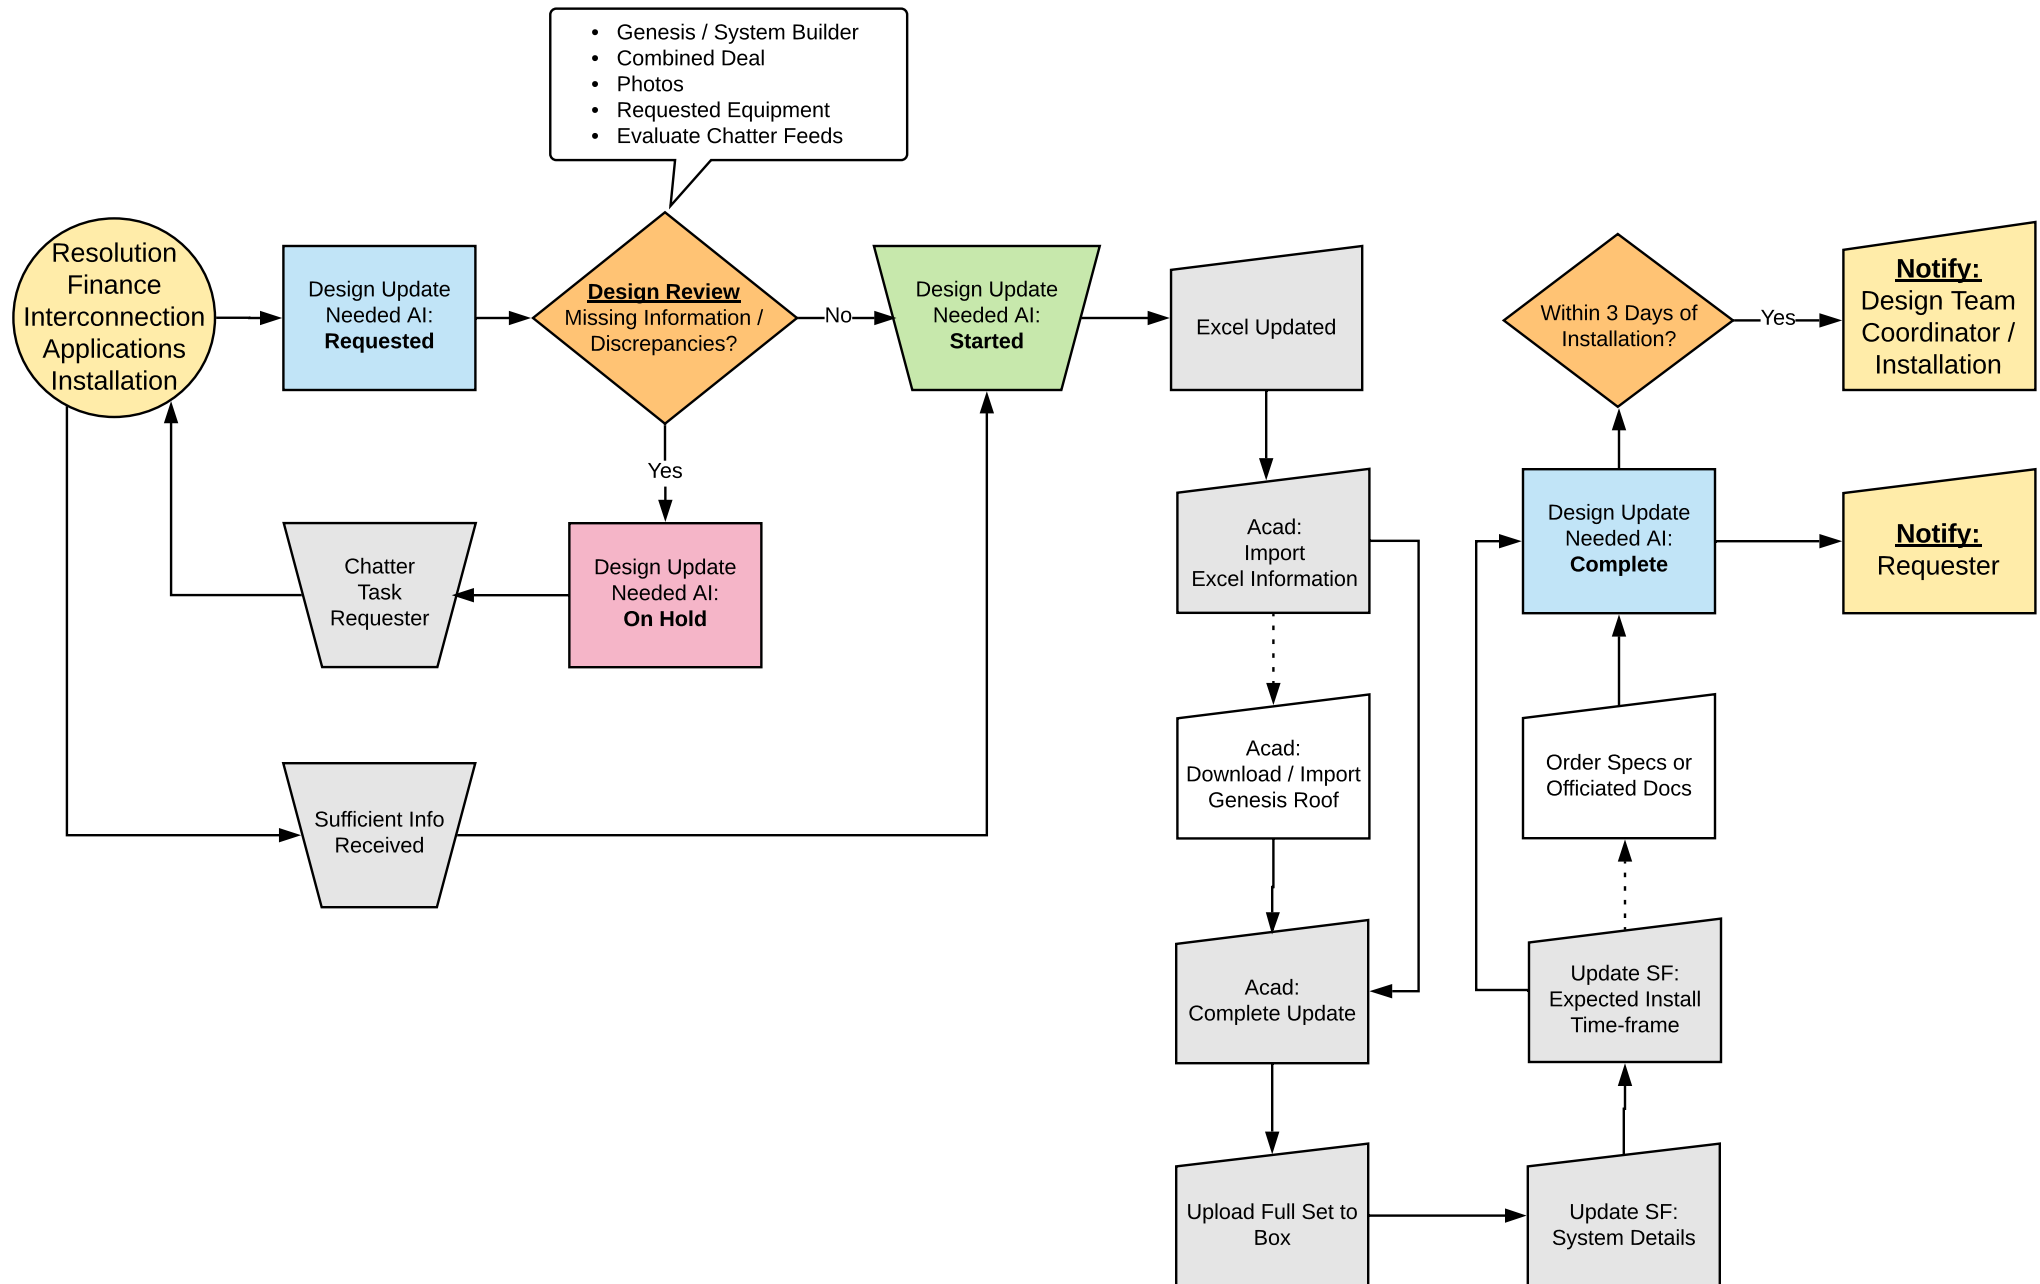 • Genesis / System Builder
• Combined Deal
• Photos
• Requested Equipment
• Evaluate Chatter Feeds
Resolution
Finance
Interconnection
Applications
Installation
Design Update
Needed AI:
Requested
Design Review
Missing Information /
Discrepancies?
No
Design Update
Needed AI:
Started
Excel Updated
Within 3 Days of
Installation?
Yes
Notify:
Design Team
Coordinator /
Installation
Yes
Chatter
Task
Requester
Design Update
Needed AI:
On Hold
Acad:
Import
Excel Information
Design Update
Needed AI:
Complete
Notify:
Requester
Sufficient Info
Received
Acad:
Download / Import
Genesis Roof
Order Specs or
Officiated Docs
Acad:
Complete Update
Update SF:
Expected Install
Time-frame
Upload Full Set to
Box
Update SF:
System Details